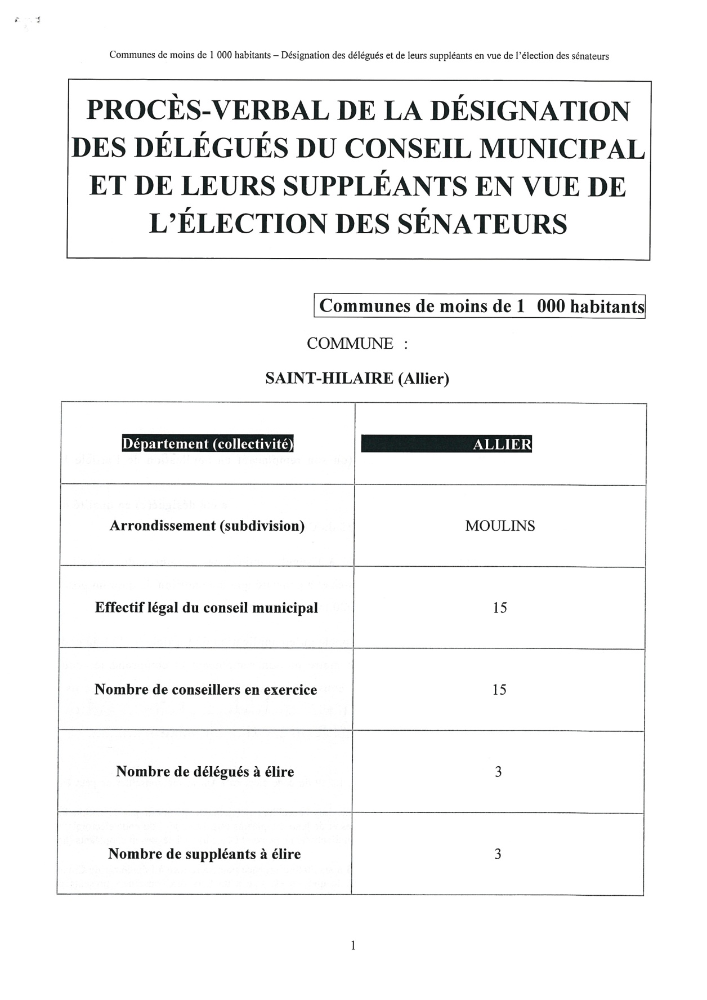 Communes de moins de 1 000 habitants – Désignation des délégués et de leurs suppléants en vue de l'élection des sénateurs
PROCÈS-VERBAL DE LA DÉSIGNATION
DES DÉLÉGUÉS DU CONSEIL MUNICIPAL
ET DE LEURS SUPPLÉANTS EN VUE DE
L'ÉLECTION DES SÉNATEURS
Communes de moins de 1 000 habitants
COMMUNE :
SAINT-HILAIRE (Allier)
Département (collectivité) ALLIER
Arrondissement (subdivision) MOULINS
Effectif légal du conseil municipal 15
Nombre de conseillers en exercice 15
Nombre de délégués à élire 3
Nombre de suppléants à élire 3
1